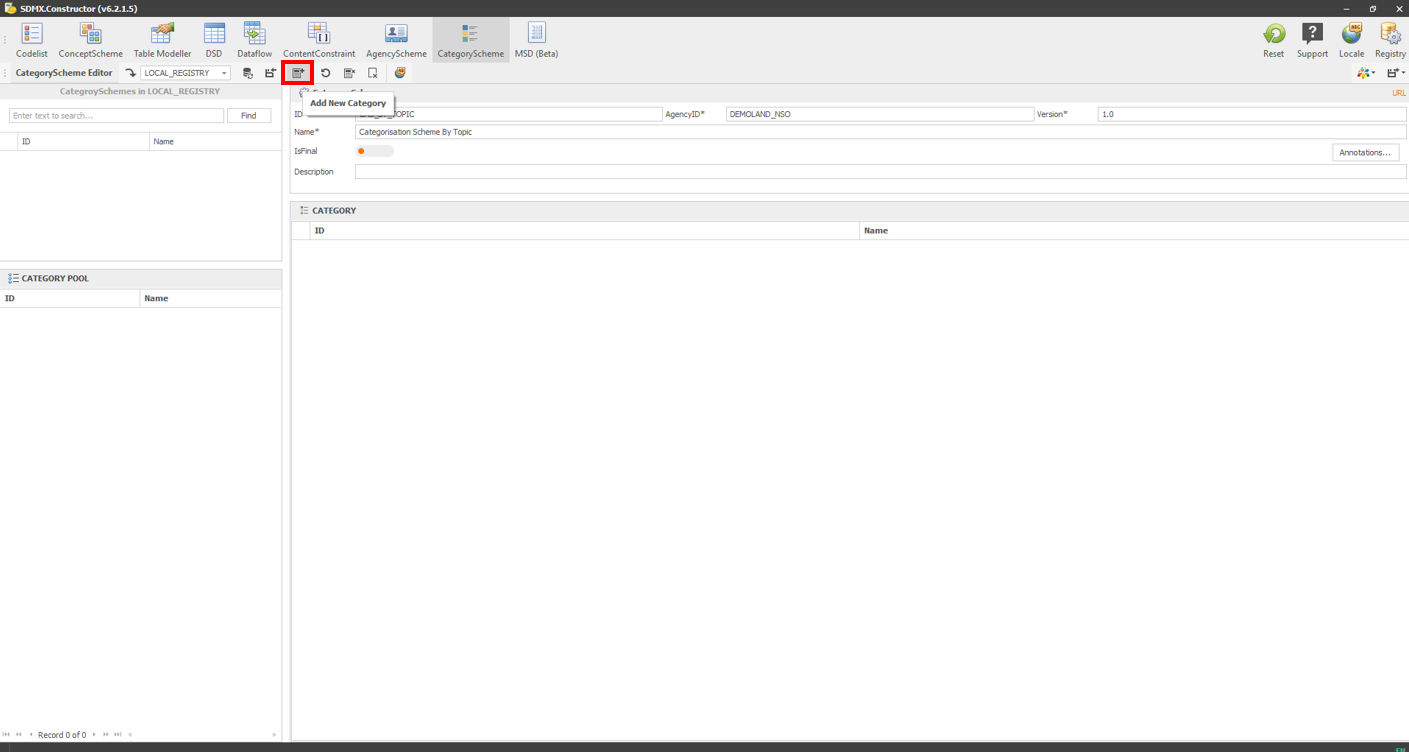 SDMX.Constructor (v6.2.1.5)
Codelist ConceptScheme Table Modeller DSD Dataflow ContentConstraint AgencyScheme CategoryScheme MSD (Beta) Reset Support Locale Registry
CategoryScheme Editor LOCAL_REGISTRY
CategroySchemes in LOCAL_REGISTRY
URL
Add New Category
Enter text to search... Find
ID Name
ID AgencyID* DEMOLAND_NSO Version* 1.0
Name* Categorisation Scheme By Topic
IsFinal Annotations...
Description
CATEGORY
ID Name
CATEGORY POOL
ID Name
Record 0 of 0
EN